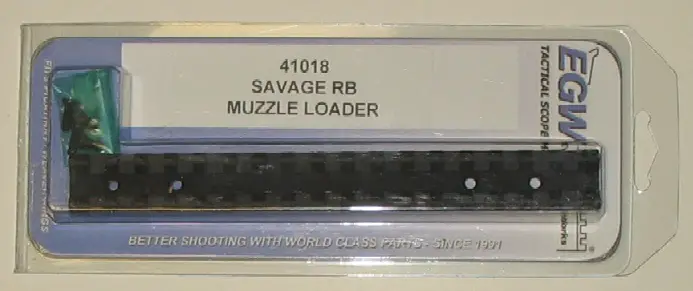 41018
SAVAGE RB
MUZZLE LOADER
EGW
TACTICAL SCOPE
BETTER SHOOTING WITH WORLD CLASS PARTS - SINCE 1991